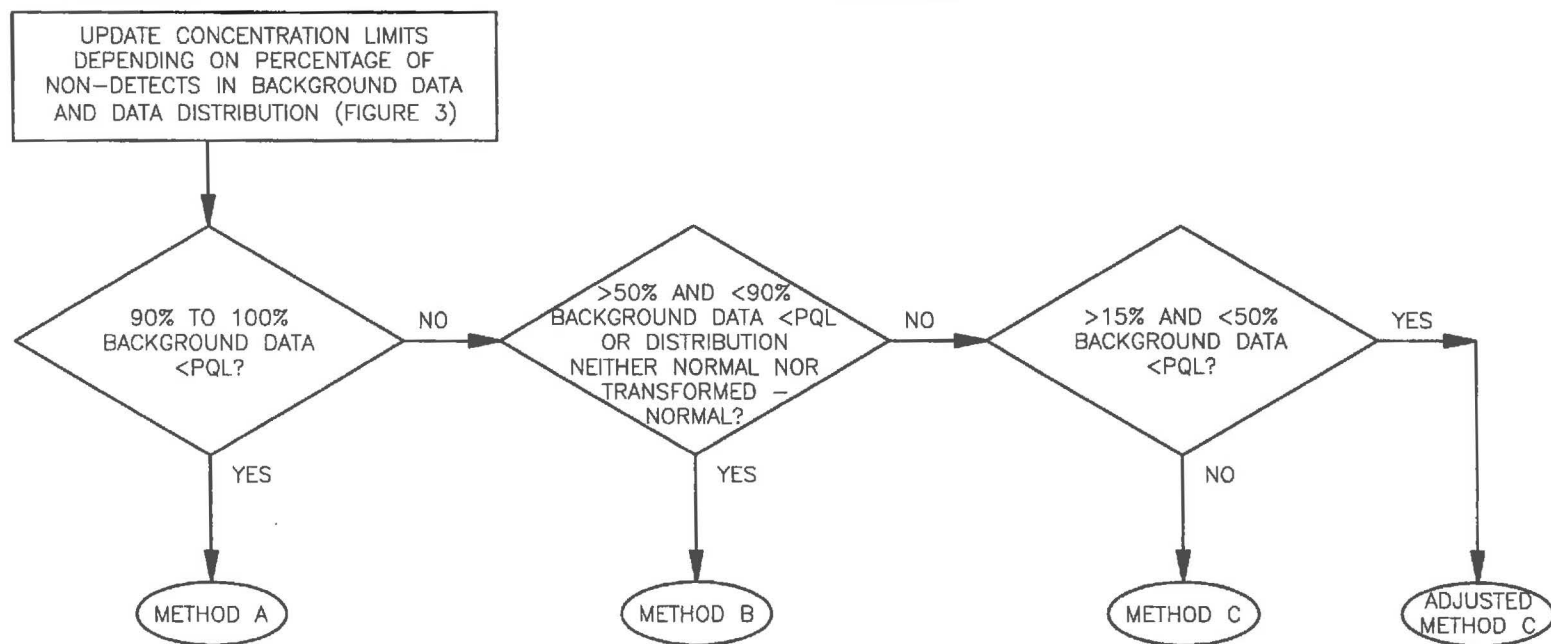 UPDATE CONCENTRATION LIMITS
DEPENDING ON PERCENTAGE OF
NON-DETECTS IN BACKGROUND DATA
AND DATA DISTRIBUTION (FIGURE 3)
90% TO 100%
BACKGROUND DATA
<PQL?
NO
YES
METHOD A
>50% AND <90%
BACKGROUND DATA <PQL
OR DISTRIBUTION
NEITHER NORMAL NOR
TRANSFORMED -
NORMAL?
NO
YES
METHOD B
>15% AND <50%
BACKGROUND DATA
<PQL?
YES
NO
METHOD C
ADJUSTED
METHOD C